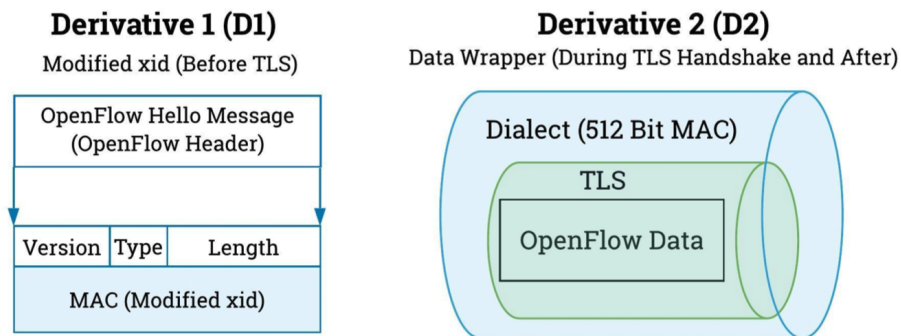 Derivative 1 (D1)
Modified xid (Before TLS)
OpenFlow Hello Message
(OpenFlow Header)
Version Type Length
MAC (Modified xid)
Derivative 2 (D2)
Data Wrapper (During TLS Handshake and After)
Dialect (512 Bit MAC)
TLS
OpenFlow Data